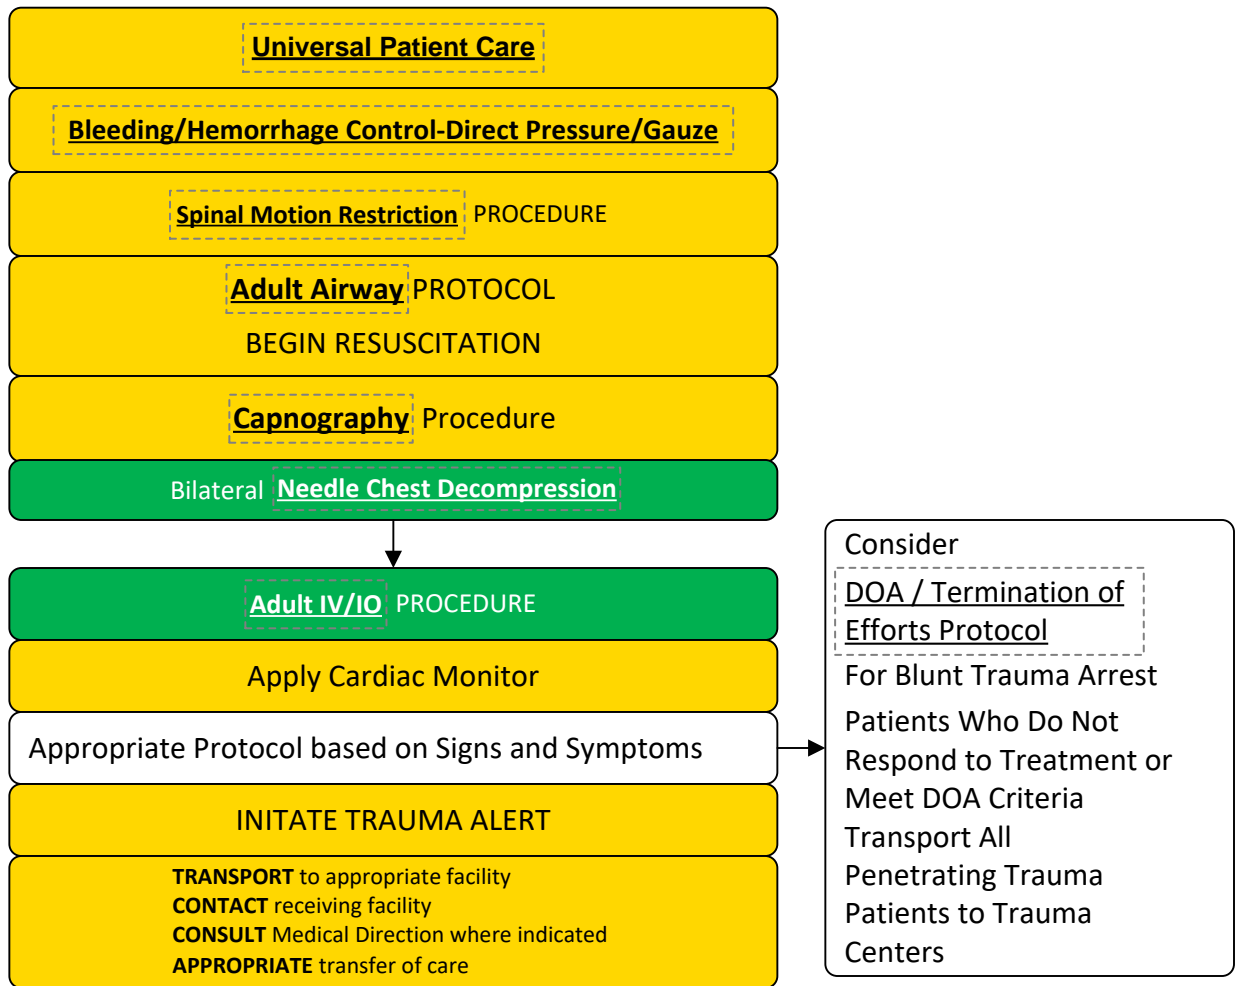 Universal Patient Care
Bleeding/Hemorrhage Control-Direct Pressure/Gauze
Spinal Motion Restriction PROCEDURE
Adult Airway PROTOCOL
BEGIN RESUSCITATION
Capnography Procedure
Bilateral Needle Chest Decompression
Adult IV/IO PROCEDURE
Apply Cardiac Monitor
Appropriate Protocol based on Signs and Symptoms
INITATE TRAUMA ALERT
TRANSPORT to appropriate facility
CONTACT receiving facility
CONSULT Medical Direction where indicated
APPROPRIATE transfer of care
Consider
DOA / Termination of
Efforts Protocol
For Blunt Trauma Arrest
Patients Who Do Not
Respond to Treatment or
Meet DOA Criteria
Transport All
Penetrating Trauma
Patients to Trauma
Centers